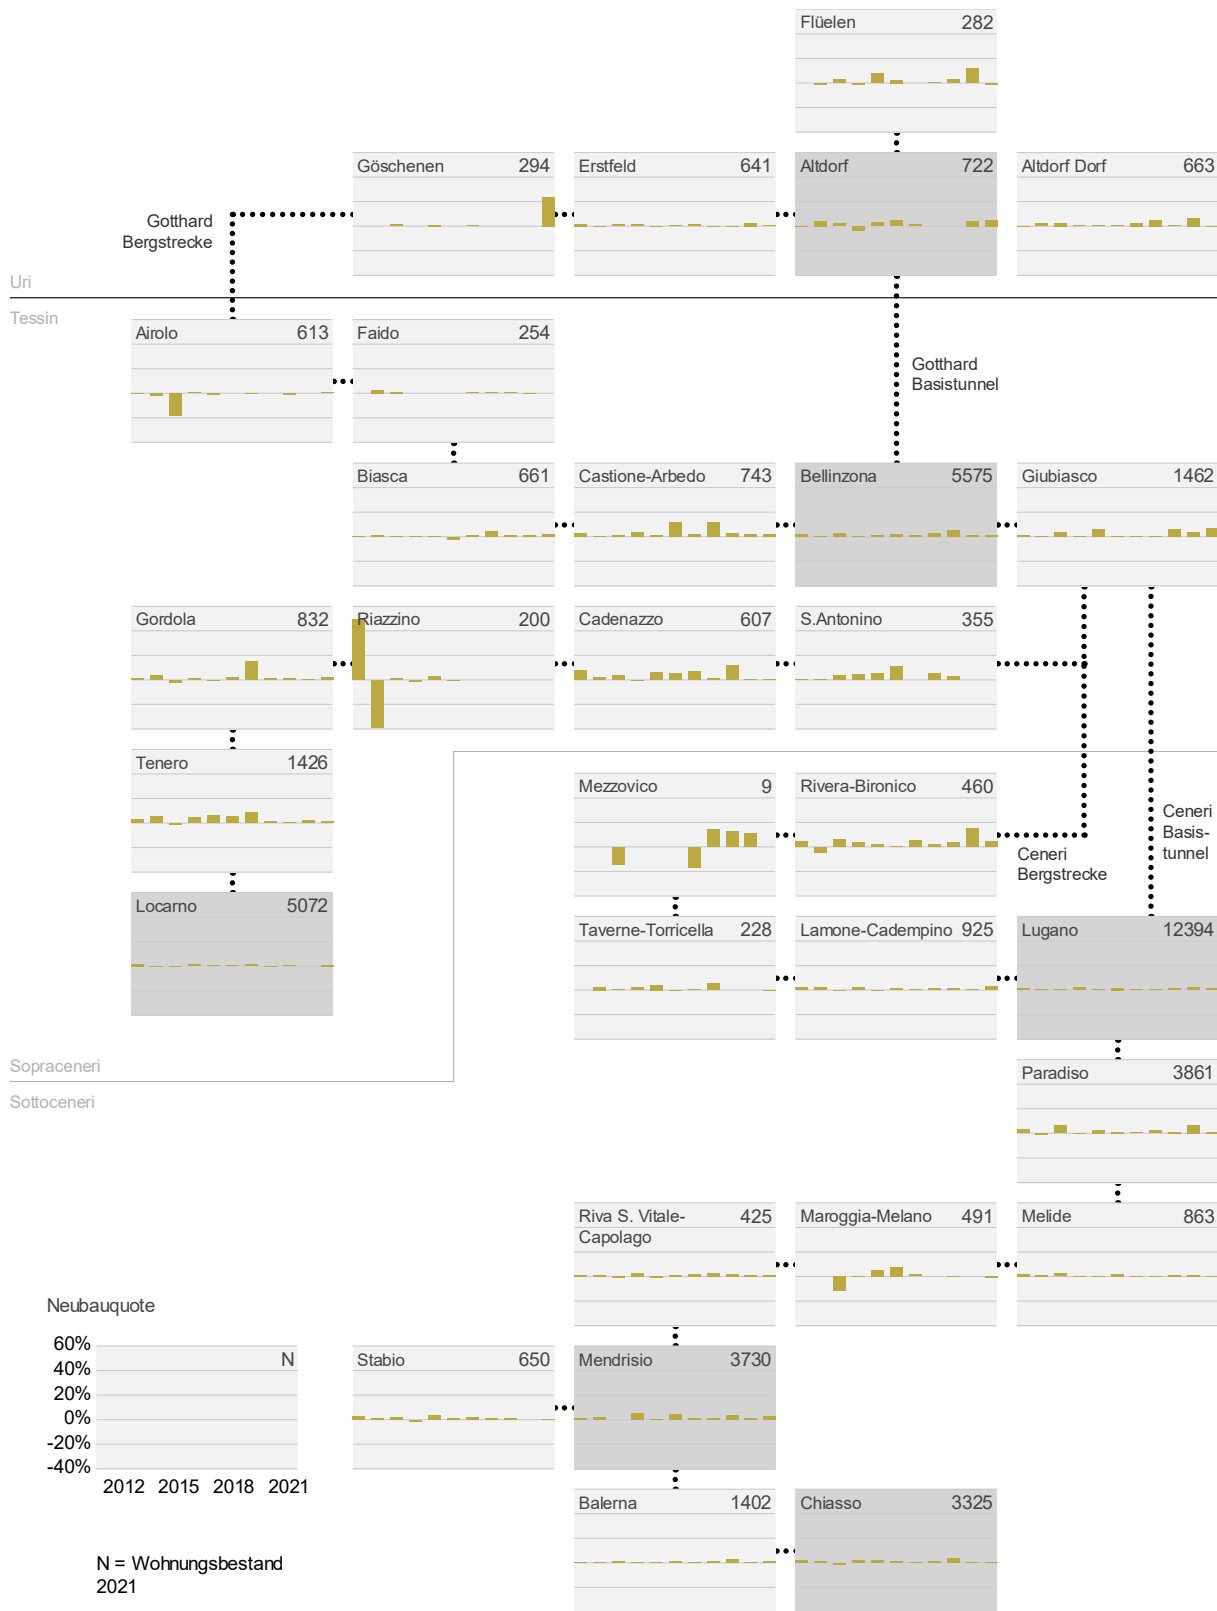 Flüelen 282
Göschenen 294 Erstfeld 641 Altdorf 722 Altdorf Dorf 663
Gotthard
Bergstrecke
Uri
Tessin
Airolo 613 Faido 254
Gotthard
Basistunnel
Biasca 661 Castione-Arbedo 743 Bellinzona 5575 Giubiasco 1462
Gordola 832 Riazzino 200 Cadenazzo 607 S.Antonino 355
Tenero 1426
Mezzovico 9 Rivera-Bironico 460
Ceneri
Basis-
tunnel
Ceneri
Bergstrecke
Locarno 5072
Taverne-Torricella 228 Lamone-Cadempino 925 Lugano 12394
Sopraceneri
Sottoceneri
Paradiso 3861
Riva S. Vitale-
Capolago 425 Maroggia-Melano 491 Melide 863
Neubauquote
60%
40%
20%
0%
-20%
-40%
N
2012 2015 2018 2021
Stabio 650 Mendrisio 3730
Balerna 1402 Chiasso 3325
N = Wohnungsbestand
2021